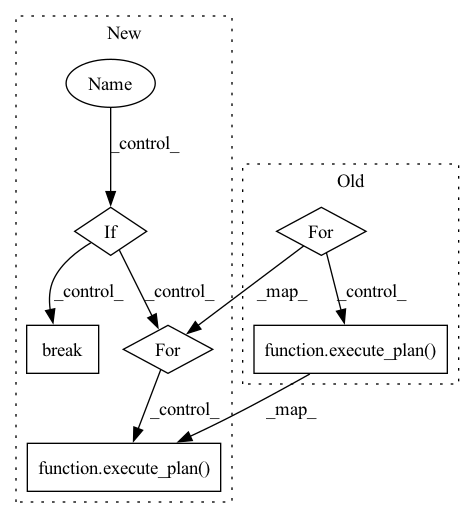 New
Name
_control_
Old
If
For
_control_
_control_
_map_
_control_
break
For
function.execute_plan()
_control_
_map_
function.execute_plan()